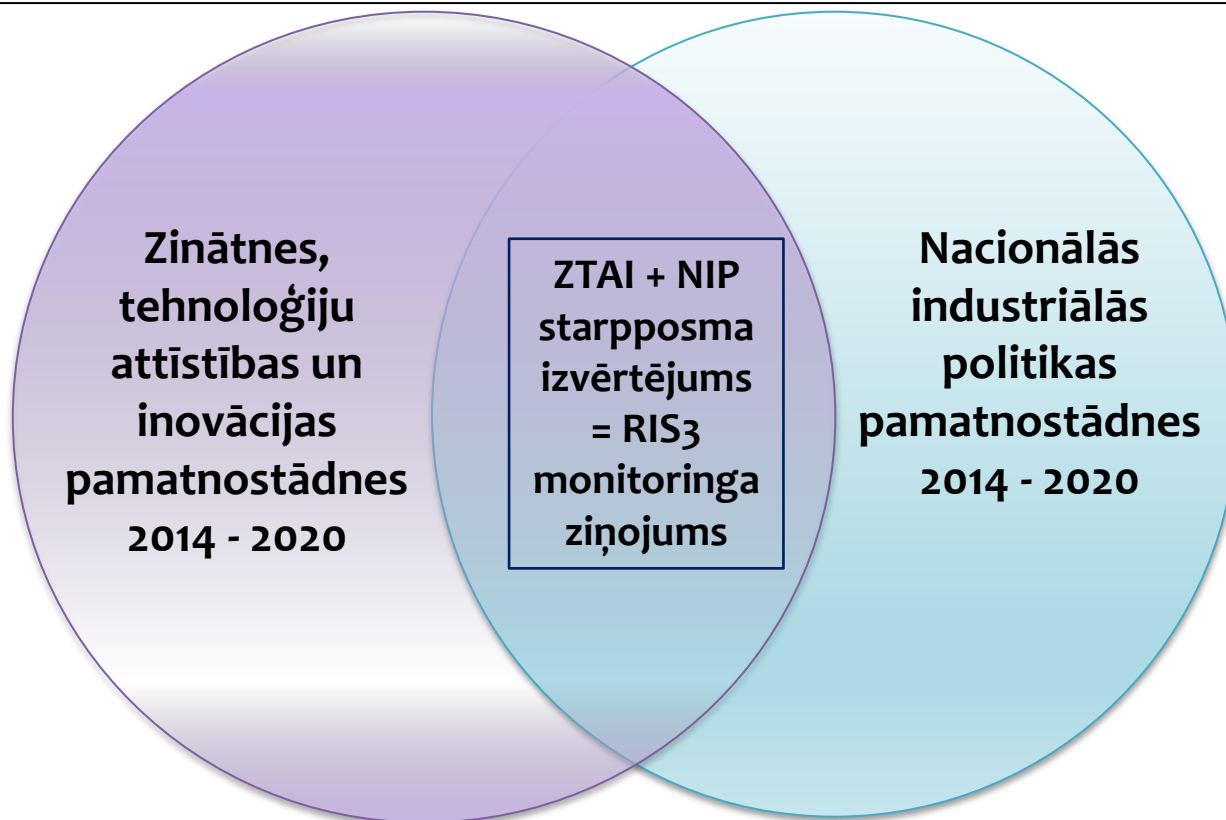 Zinātnes,
tehnoloģiju
attīstības un
inovācijas
pamatnostādnes
2014 - 2020
ZTAI + NIP
starpposma
izvērtējums
= RIS3
monitoringa
ziņojums
Nacionālās
industriālās
politikas
pamatnostādnes
2014 - 2020